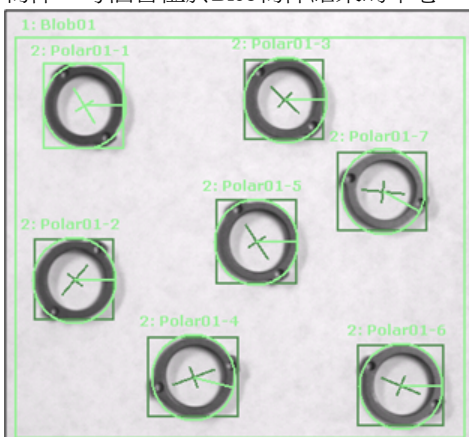 1: Blob01
2: Polar01-1
2: Polar01-3
2: Polar01-7
2: Polar01-5
2: Polar01-2
2: Polar01-4
2: Polar01-6